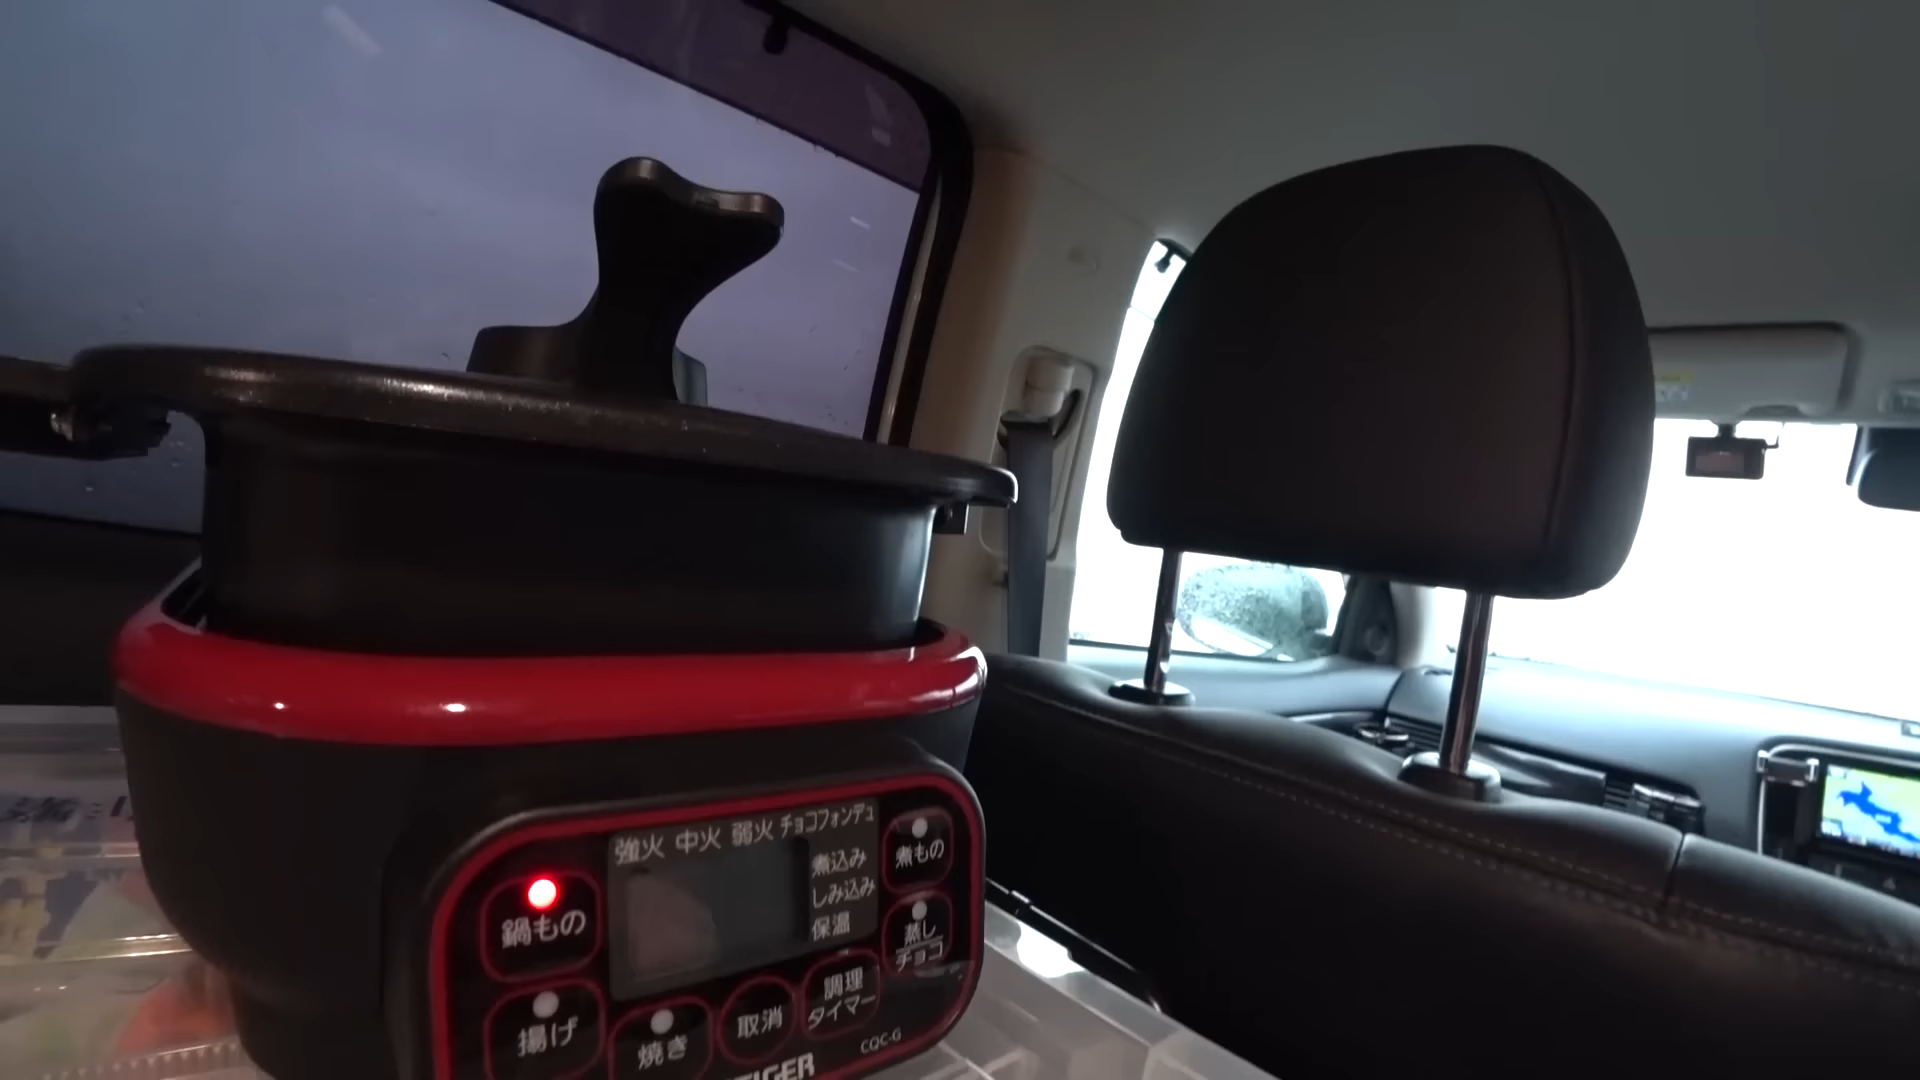 強火 中火 弱火 チョコフォンデュ
煮込み
しみ込み
保温
煮もの
鍋もの
蒸し
チョコ
揚げ
焼き
取消
調理
タイマー
CQC-G
TIGER